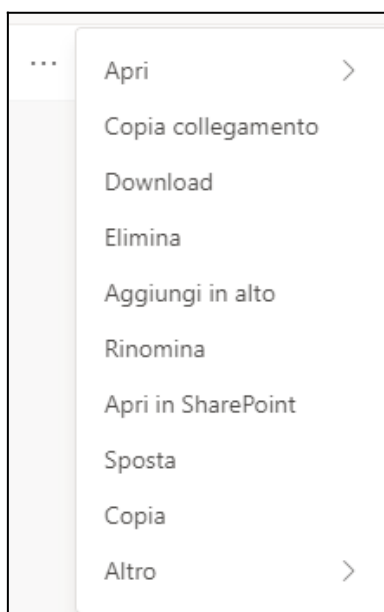 Apri
Copia collegamento
Download
Elimina
Aggiungi in alto
Rinomina
Apri in SharePoint
Sposta
Copia
Altro